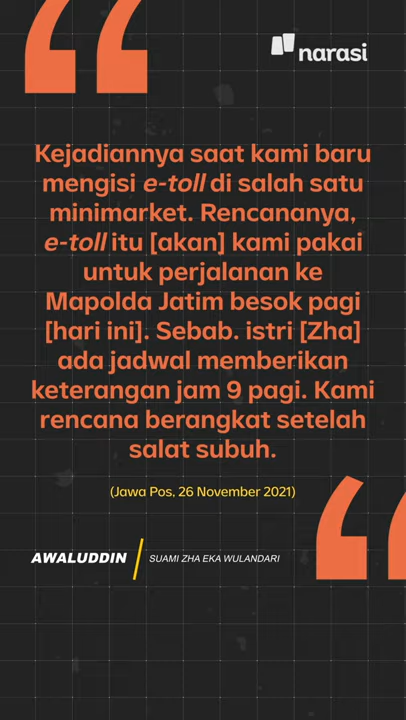 narasi
Kejadiannya saat kami baru
mengisi e-toll di salah satu
minimarket. Rencananya,
e-toll itu [akan] kami pakai
untuk perjalanan ke
Mapolda Jatim besok pagi
[hari ini]. Sebab. istri [Zha]
ada jadwal memberikan
keterangan jam 9 pagi. Kami
rencana berangkat setelah
salat subuh.
(Jawa Pos. 26 November 2021)
AWALUDDIN / SUAMI ZHA EKA WULANDARI